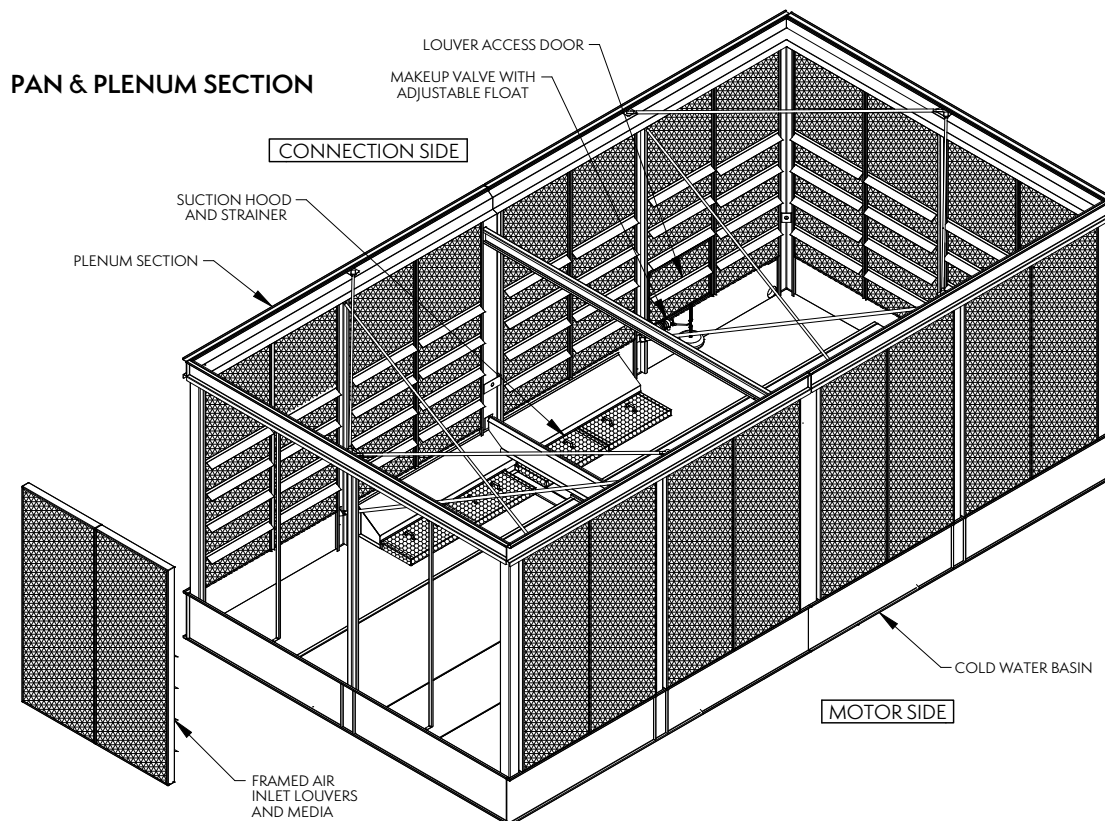 PAN & PLENUM SECTION
LOUVER ACCESS DOOR
MAKEUP VALVE WITH
ADJUSTABLE FLOAT
CONNECTION SIDE
SUCTION HOOD
AND STRAINER
PLENUM SECTION
COLD WATER BASIN
MOTOR SIDE
FRAMED AIR
INLET LOUVERS
AND MEDIA